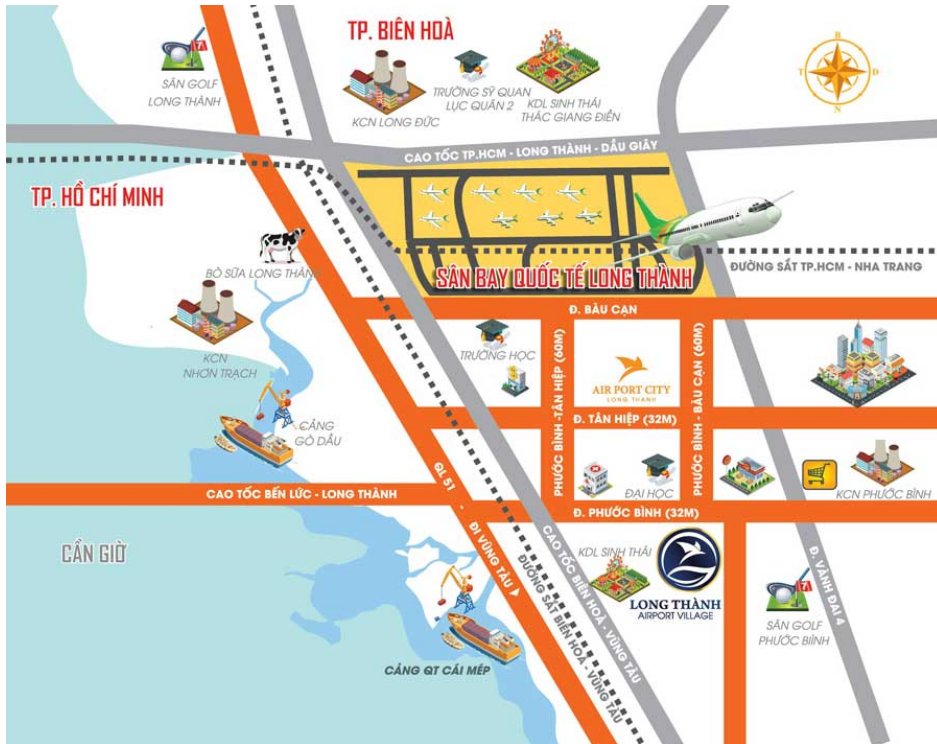 TP. BIÊN HOÀ
B
T
Đ
S
SÂN GOLF
LONG THÀNH
KCN LONG ĐỨC
TRƯỜNG SỸ QUAN
LỤC QUÂN 2
KDL SINH THÁI
THÁC GIANG ĐIỀN
CAO TỐC TP.HCM - LONG THÀNH - DẦU GIÂY
TP. HỒ CHÍ MINH
BÒ SỮA LONG THÀNH
SÂN BAY QUỐC TẾ LONG THÀNH
ĐƯỜNG SẮT TP.HCM - NHA TRANG
Đ. BÀU CẠN
KCN
NHƠN TRẠCH
TRƯỜNG HỌC
PHƯỚC BÌNH -TÂN HIỆP (60M)
AIR PORT CITY
LONG THANH
PHƯỚC BÌNH - BÀU CẠN (60M)
Đ. TÂN HIỆP (32M)
CẢNG
GÒ DẦU
ĐẠI HỌC
KCN PHƯỚC BÌNH
CAO TỐC BẾN LỨC - LONG THÀNH
QL 51 - ĐI VŨNG TÀU
Đ. PHƯỚC BÌNH (32M)
CẦN GIỜ
KDL SINH THÁI
LONG THÀNH
AIRPORT VILLAGE
CAO TỐC BIÊN HOÀ - VŨNG TÀU
ĐƯỜNG SẮT BIÊN HOÀ - VŨNG TÀU
Đ. VÀNH ĐAI 4
SÂN GOLF
PHƯỚC BIÌNH
CẢNG QT CÁI MÉP